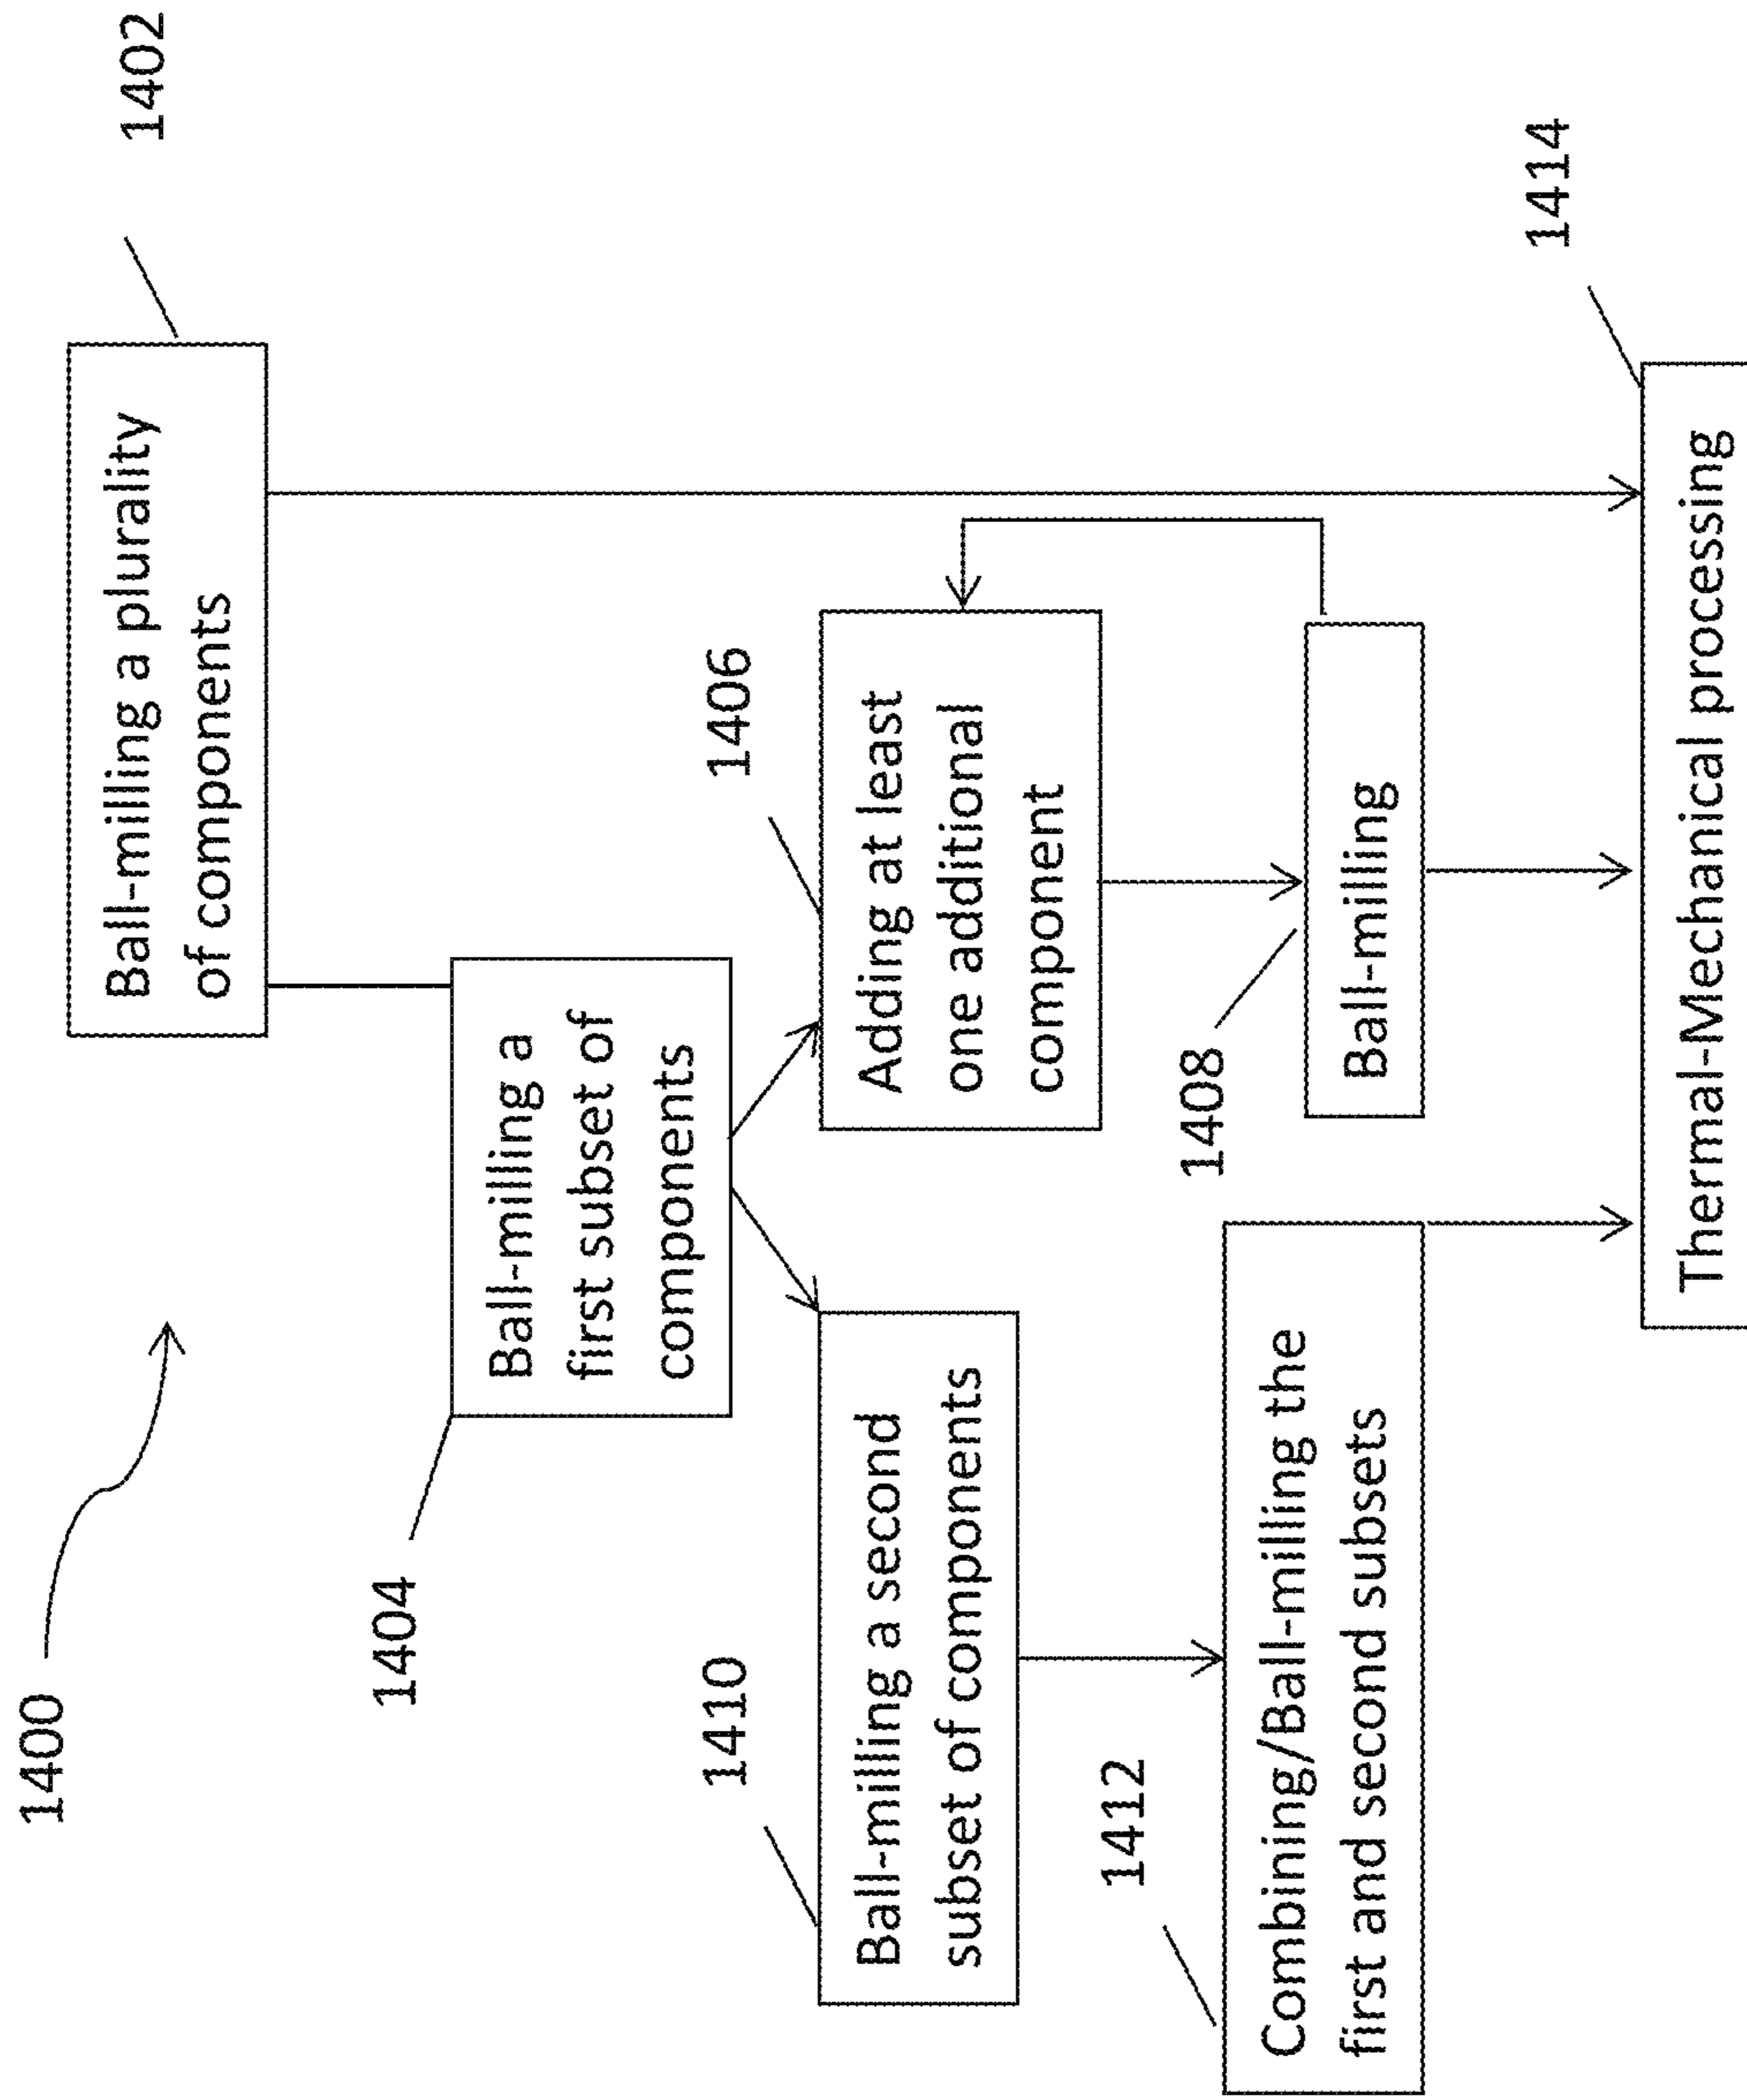 1400
1402
Ball-milling a plurality
of components
1404
Ball-milling a
first subset of
components
1410
Ball-milling a second
subset of components
1406
Adding at least
one additional
component
1412
Combining/Ball-milling the
first and second subsets
1408
Ball-milling
1414
Thermal-Mechanical processing